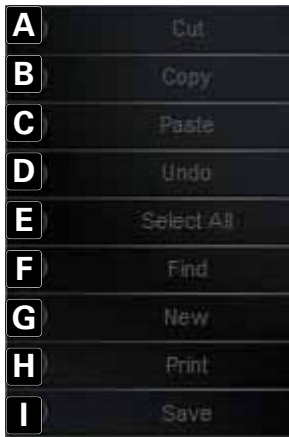 A Cut
B Copy
C Paste
D Undo
E Select All
F Find
G New
H Print
I Save